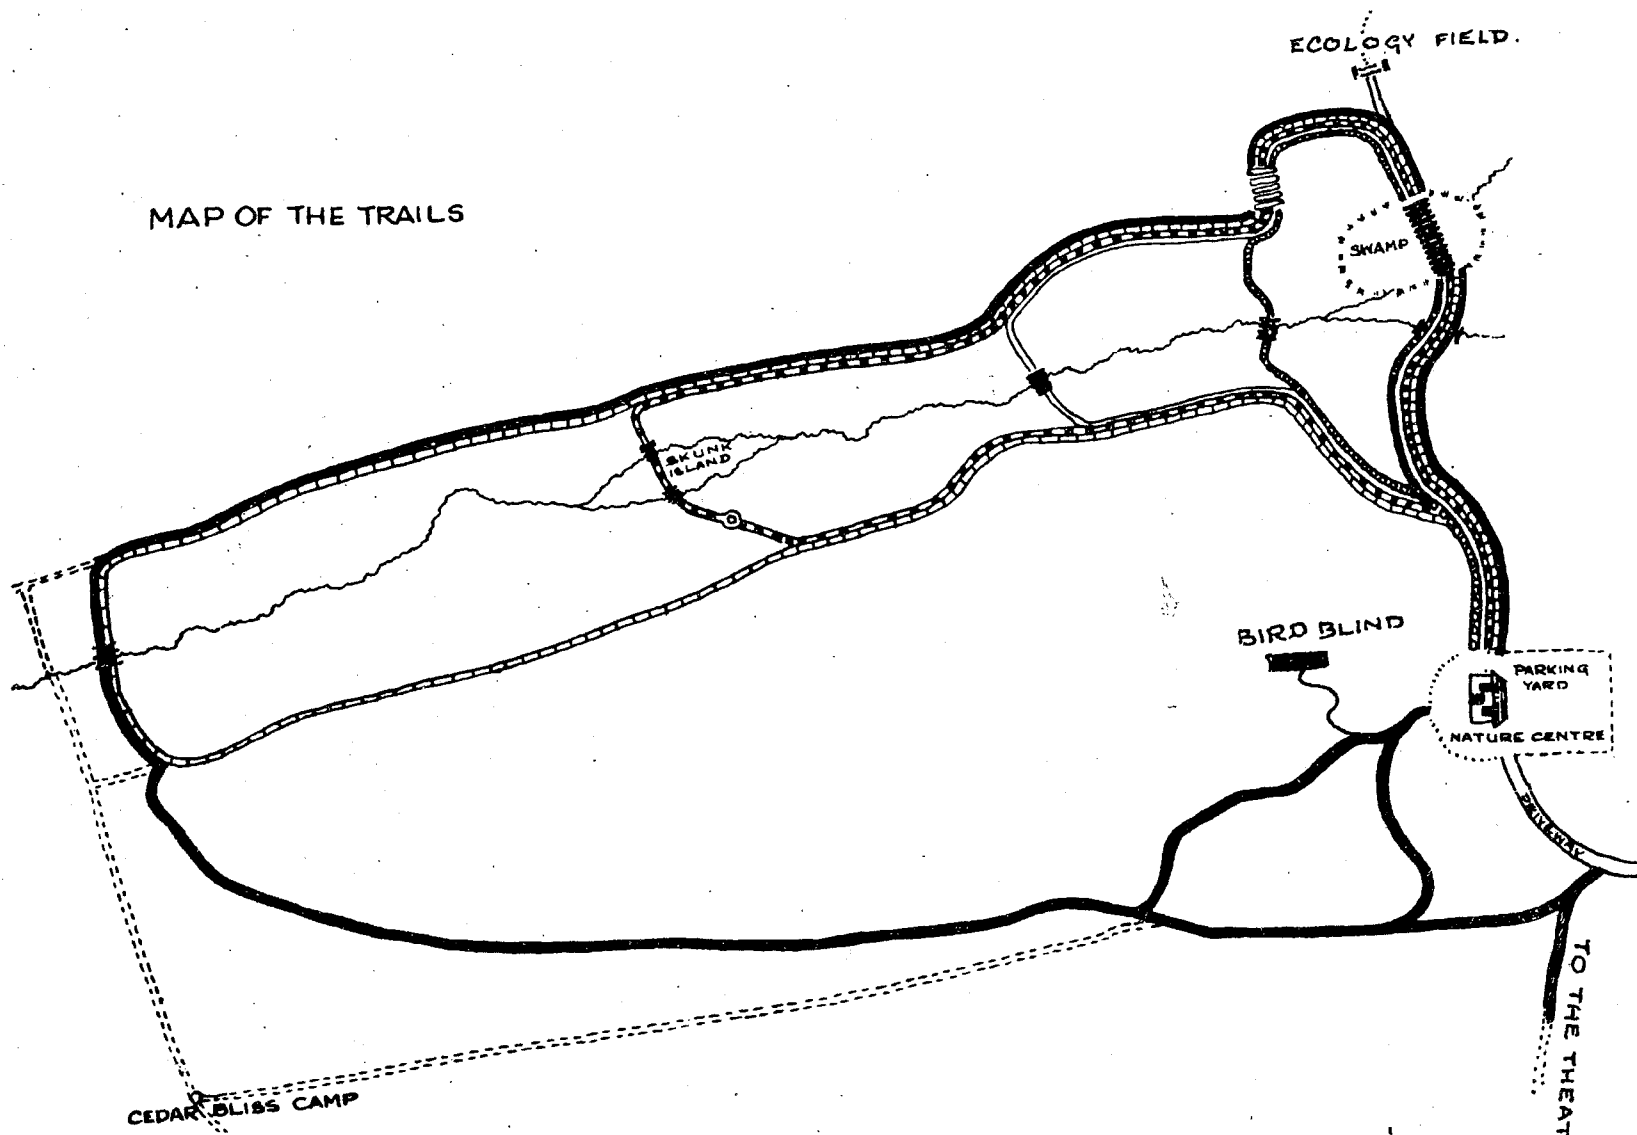 ECOLOGY FIELD.
MAP OF THE TRAILS
SWAMP
SKUNK
ISLAND
BIRD BLIND
PARKING
YARD
NATURE CENTRE
DRIVEWAY
TO THE THEAT
CEDAR BLISS CAMP